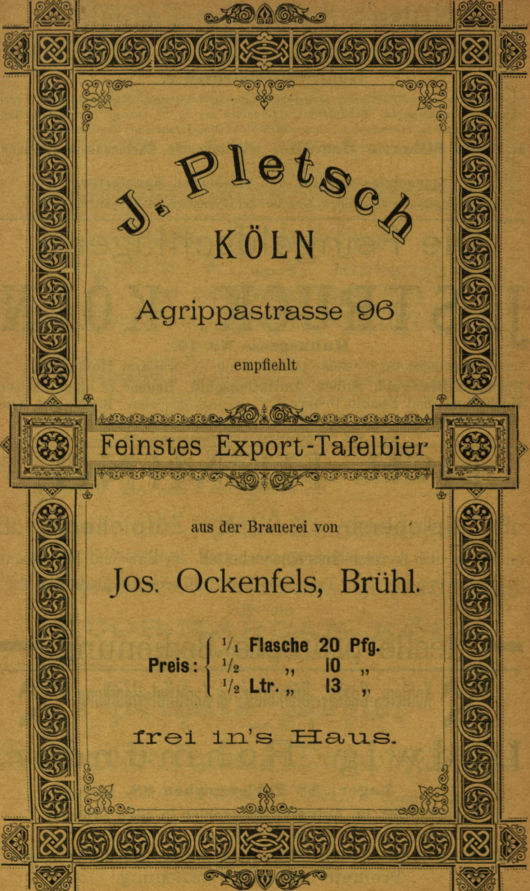 J. Pletsch
KÖLN
Agrippastrasse 96
empfiehlt
Feinstes Export-Tafelbier
aus der Brauerei von
Jos. Ockenfels, Brühl.
Preis: { 1/1 Flasche 20 Pfg.
1/2 „ 10 „
1/2 Ltr. „ 13 „
frei in's Haus.